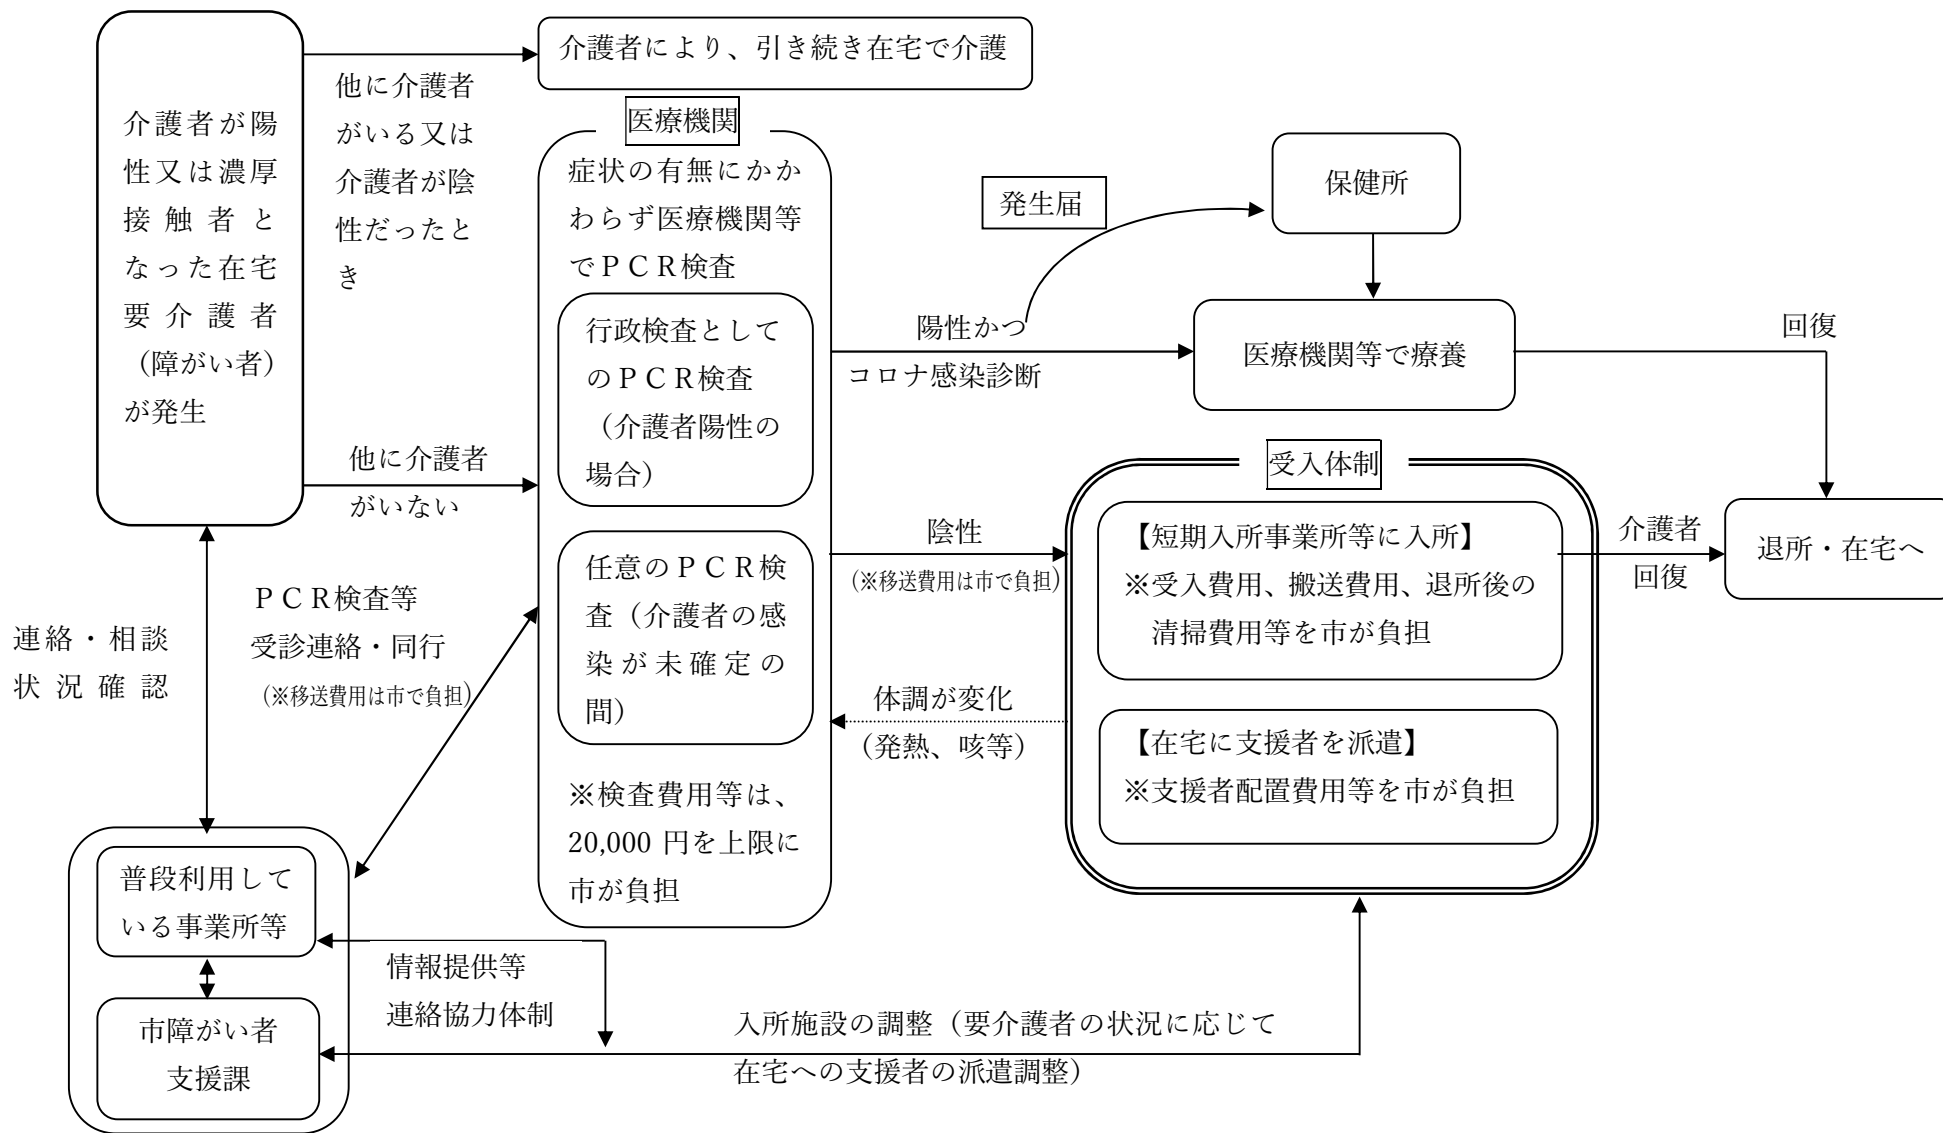 介護者が陽
性又は濃厚
接触者と
なった在宅
要介護者
（障がい者）
が発生
他に介護者
がいる又は
介護者が陰
性だったと
き
介護者により、引き続き在宅で介護
他に介護者
がいない
医療機関
症状の有無にかか
わらず医療機関等
でＰＣＲ検査
行政検査として
のＰＣＲ検査
（介護者陽性の
場合）
任意のＰＣＲ検
査（介護者の感
染が未確定の
間）
※検査費用等は、
20,000 円を上限に
市が負担
発生届
保健所
陽性かつ
コロナ感染診断
医療機関等で療養
回復
陰性
（※移送費用は市で負担）
体調が変化
（発熱、咳等）
受入体制
【短期入所事業所等に入所】
※受入費用、搬送費用、退所後の
清掃費用等を市が負担
【在宅に支援者を派遣】
※支援者配置費用等を市が負担
介護者
回復
退所・在宅へ
連絡・相談
状況確認
ＰＣＲ検査等
受診連絡・同行
（※移送費用は市で負担）
普段利用して
いる事業所等
市障がい者
支援課
情報提供等
連絡協力体制
入所施設の調整（要介護者の状況に応じて
在宅への支援者の派遣調整）